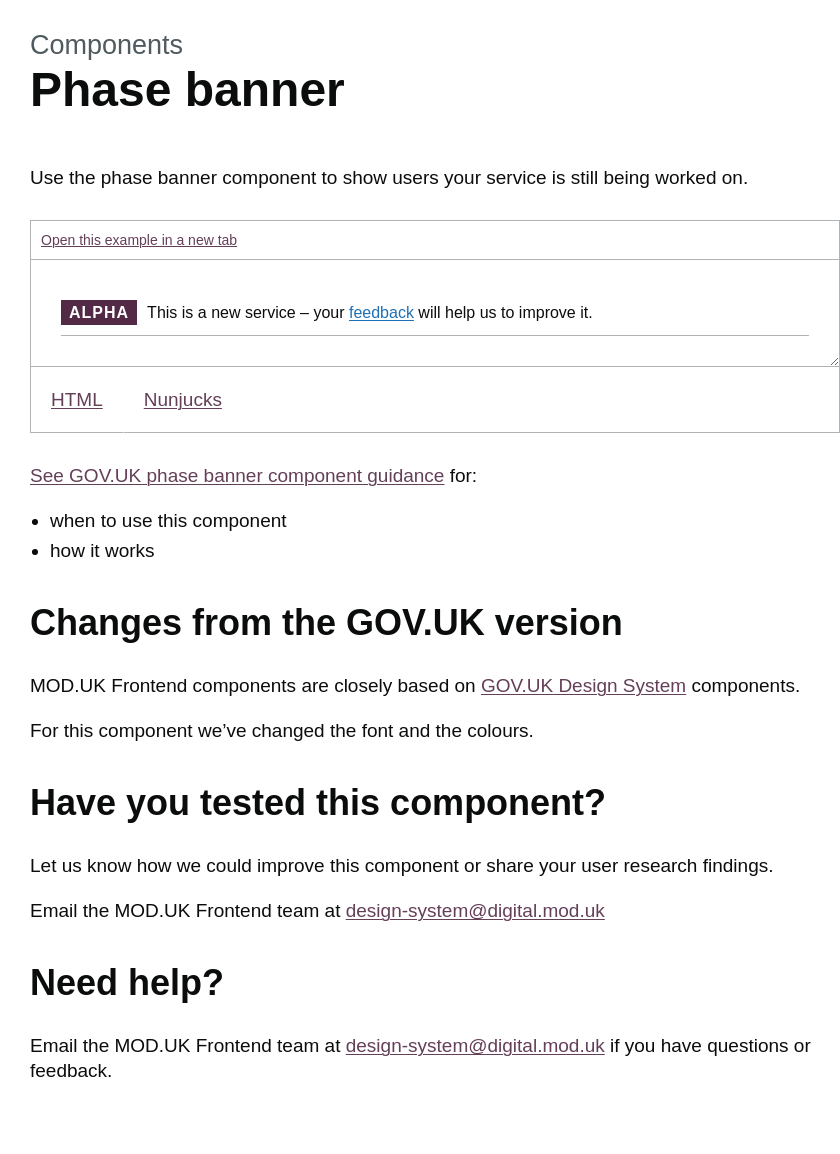 Components
Phase banner
Use the phase banner component to show users your service is still being worked on.
Open this example in a new tab
ALPHA This is a new service – your feedback will help us to improve it.
HTML Nunjucks
See GOV.UK phase banner component guidance for:
• when to use this component
• how it works
Changes from the GOV.UK version
MOD.UK Frontend components are closely based on GOV.UK Design System components.
For this component we’ve changed the font and the colours.
Have you tested this component?
Let us know how we could improve this component or share your user research findings.
Email the MOD.UK Frontend team at design-system@digital.mod.uk
Need help?
Email the MOD.UK Frontend team at design-system@digital.mod.uk if you have questions or
feedback.